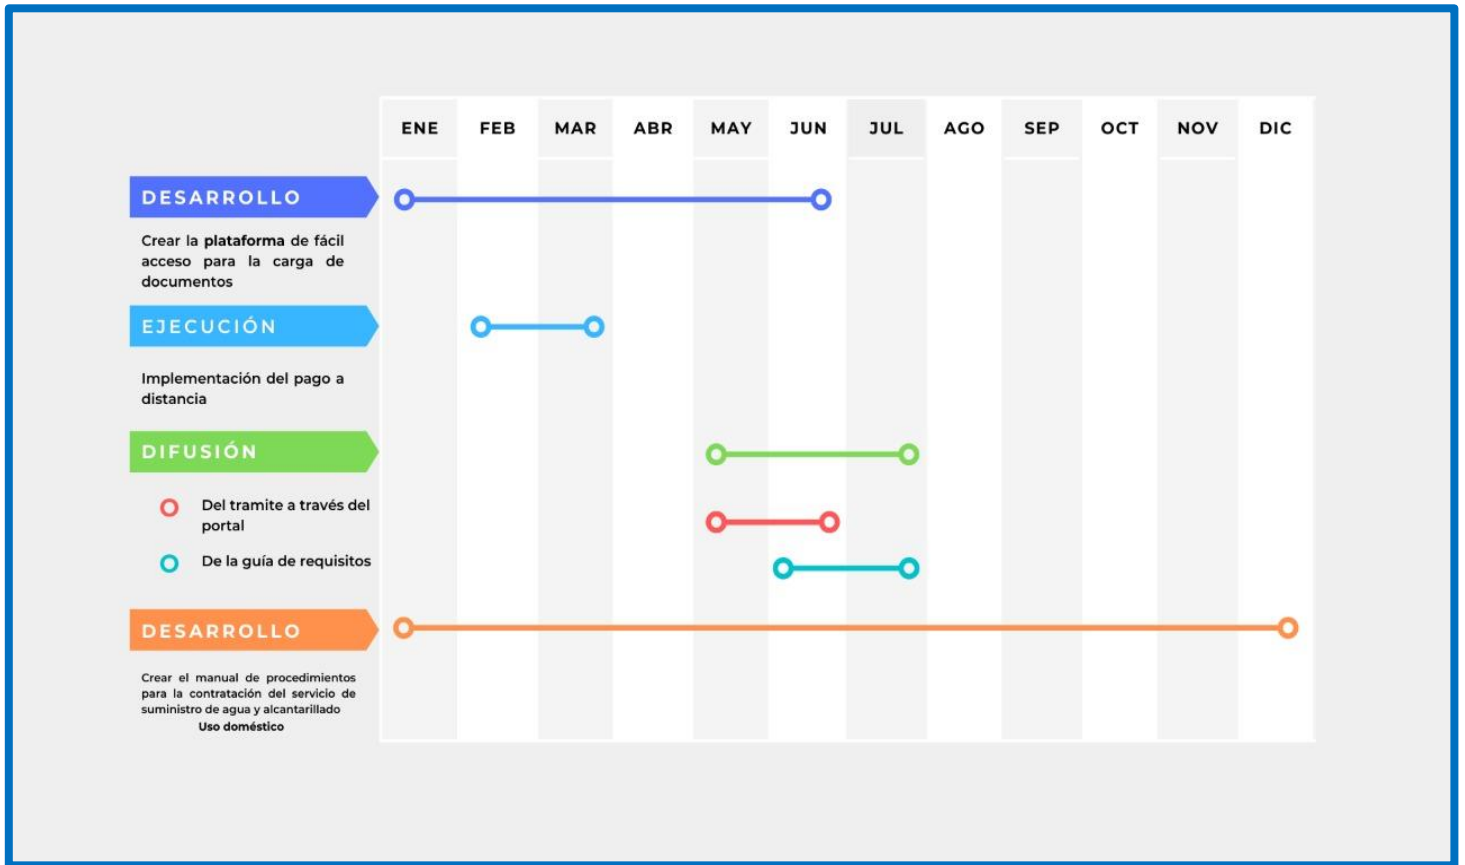 ENE FEB MAR ABR MAY JUN JUL AGO SEP OCT NOV DIC
DESARROLLO
Crear la plataforma de fácil
acceso para la carga de
documentos
EJECUCIÓN
Implementación del pago a
distancia
DIFUSIÓN
Del tramite a través del
portal
De la guía de requisitos
DESARROLLO
Crear el manual de procedimientos
para la contratación del servicio de
suministro de agua y alcantarillado
Uso doméstico